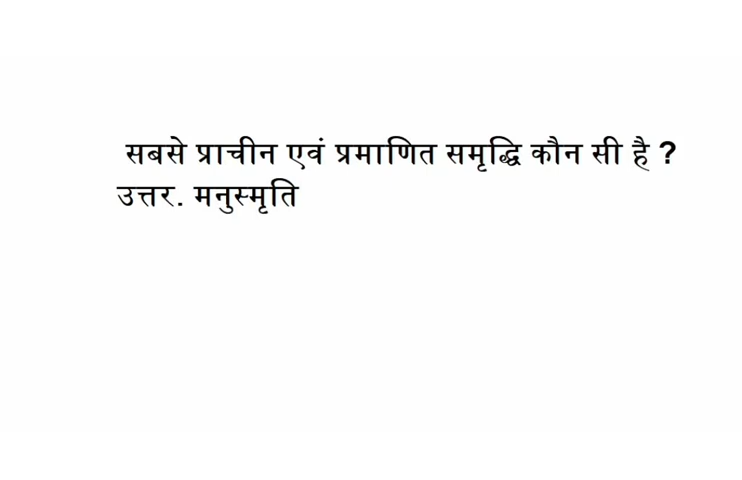 सबसे प्राचीन एवं प्रमाणित समृद्धि कौन सी है ?
उत्तर. मनुस्मृति